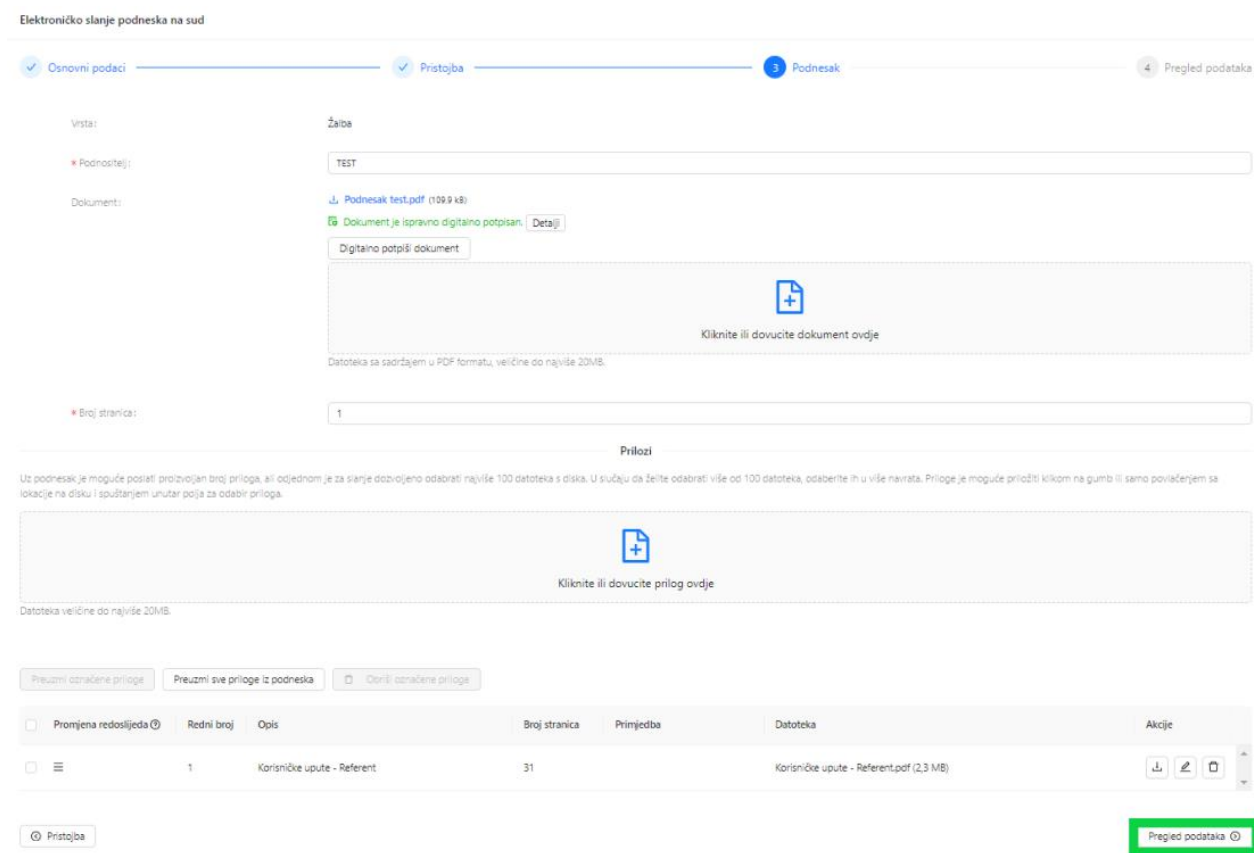 Elektroničko slanje podneska na sud
Osnovni podaci
Pristojba
3 Podnesak
4 Pregled podataka
Vrsta:
Žalba
* Podnositelj:
TEST
Dokument:
Podnesak test.pdf (109.9 kB)
Dokument je ispravno digitalno potpisan. Detalji
Digitalno potpiši dokument
Kliknite ili dovucite dokument ovdje
Datoteka sa sadržajem u PDF formatu, veličine do najviše 20MB.
* Broj stranica:
1
Prilozi
Uz podnesak je moguće poslati proizvoljan broj priloga, ali odjednom je za slanje dozvoljeno odabrati najviše 100 datoteka s diska. U slučaju da želite odabrati više od 100 datoteka, odaberite ih u više navrata. Priloge je moguće priložiti klikom na gumb ili samo povlačenjem sa
lokacije na disku i spuštanjem unutar polja za odabir priloga.
Kliknite ili dovucite prilog ovdje
Datoteka veličine do najviše 20MB.
Preuzmi označene priloge Preuzmi sve priloge iz podneska Obriši označene priloge
Promjena redoslijeda Redni broj Opis Broj stranica Primjedba Datoteka Akcije
1 Korisničke upute - Referent 31 Korisničke upute - Referent.pdf (2,3 MB)
Pristojba
Pregled podataka